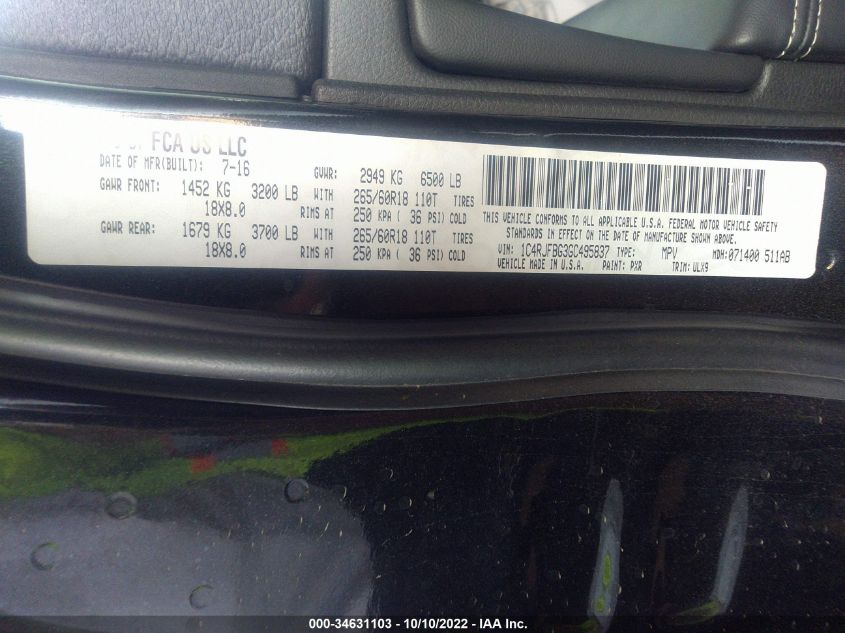 FCA US LLC
DATE OF MFR(BUILT): 7-16 GVWR: 2949 KG 6500 LB
GAWR FRONT: 1452 KG 3200 LB WITH 265/60R18 110T TIRES
18X8.0 RIMS AT 250 KPA ( 36 PSI) COLD
GAWR REAR: 1679 KG 3700 LB WITH 265/60R18 110T TIRES
18X8.0 RIMS AT 250 KPA ( 36 PSI) COLD
THIS VEHICLE CONFORMS TO ALL APPLICABLE U.S.A. FEDERAL MOTOR VEHICLE SAFETY
STANDARDS IN EFFECT ON THE DATE OF MANUFACTURE SHOWN ABOVE.
VIN: 1C4RJFBG3GC495837 TYPE: MPV MDH: 071400 511AB
VEHICLE MADE IN U.S.A. PAINT: PXR TRIM: ULX9
000-34631103 - 10/10/2022 - IAA Inc.